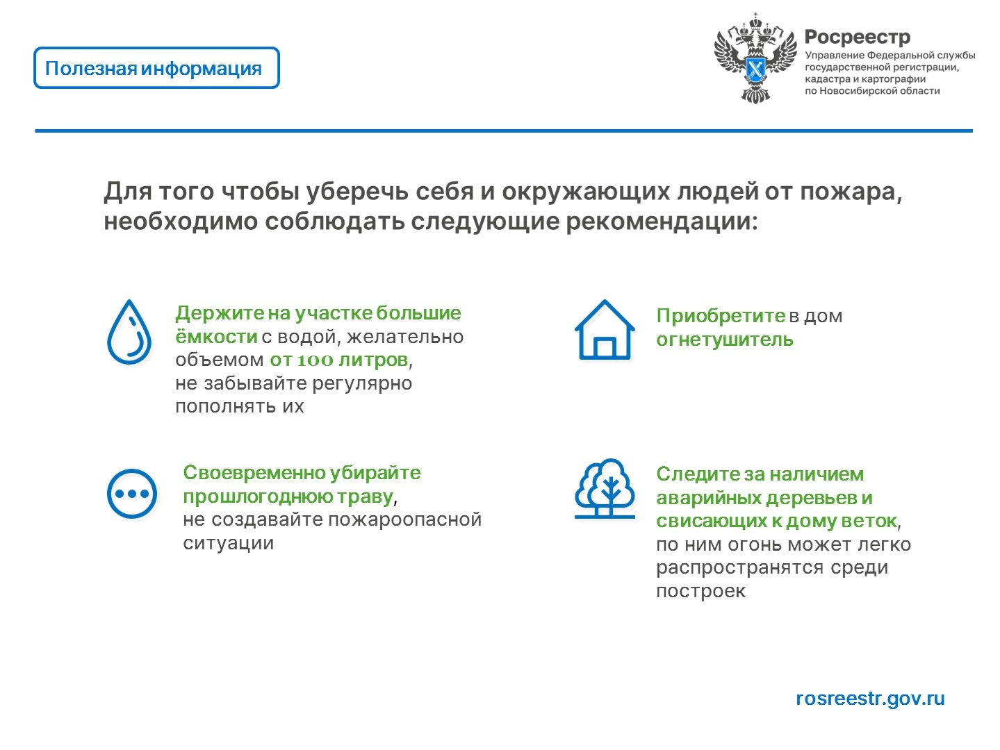 Полезная информация
Росреестр
Управление Федеральной службы
государственной регистрации,
кадастра и картографии
по Новосибирской области
Для того чтобы уберечь себя и окружающих людей от пожара,
необходимо соблюдать следующие рекомендации:
Держите на участке большие
ёмкости с водой, желательно
объемом от 100 литров,
не забывайте регулярно
пополнять их
Приобретите в дом
огнетушитель
Своевременно убирайте
прошлогоднюю траву,
не создавайте пожароопасной
ситуации
Следите за наличием
аварийных деревьев и
свисающих к дому веток,
по ним огонь может легко
распространятся среди
построек
rosreestr.gov.ru